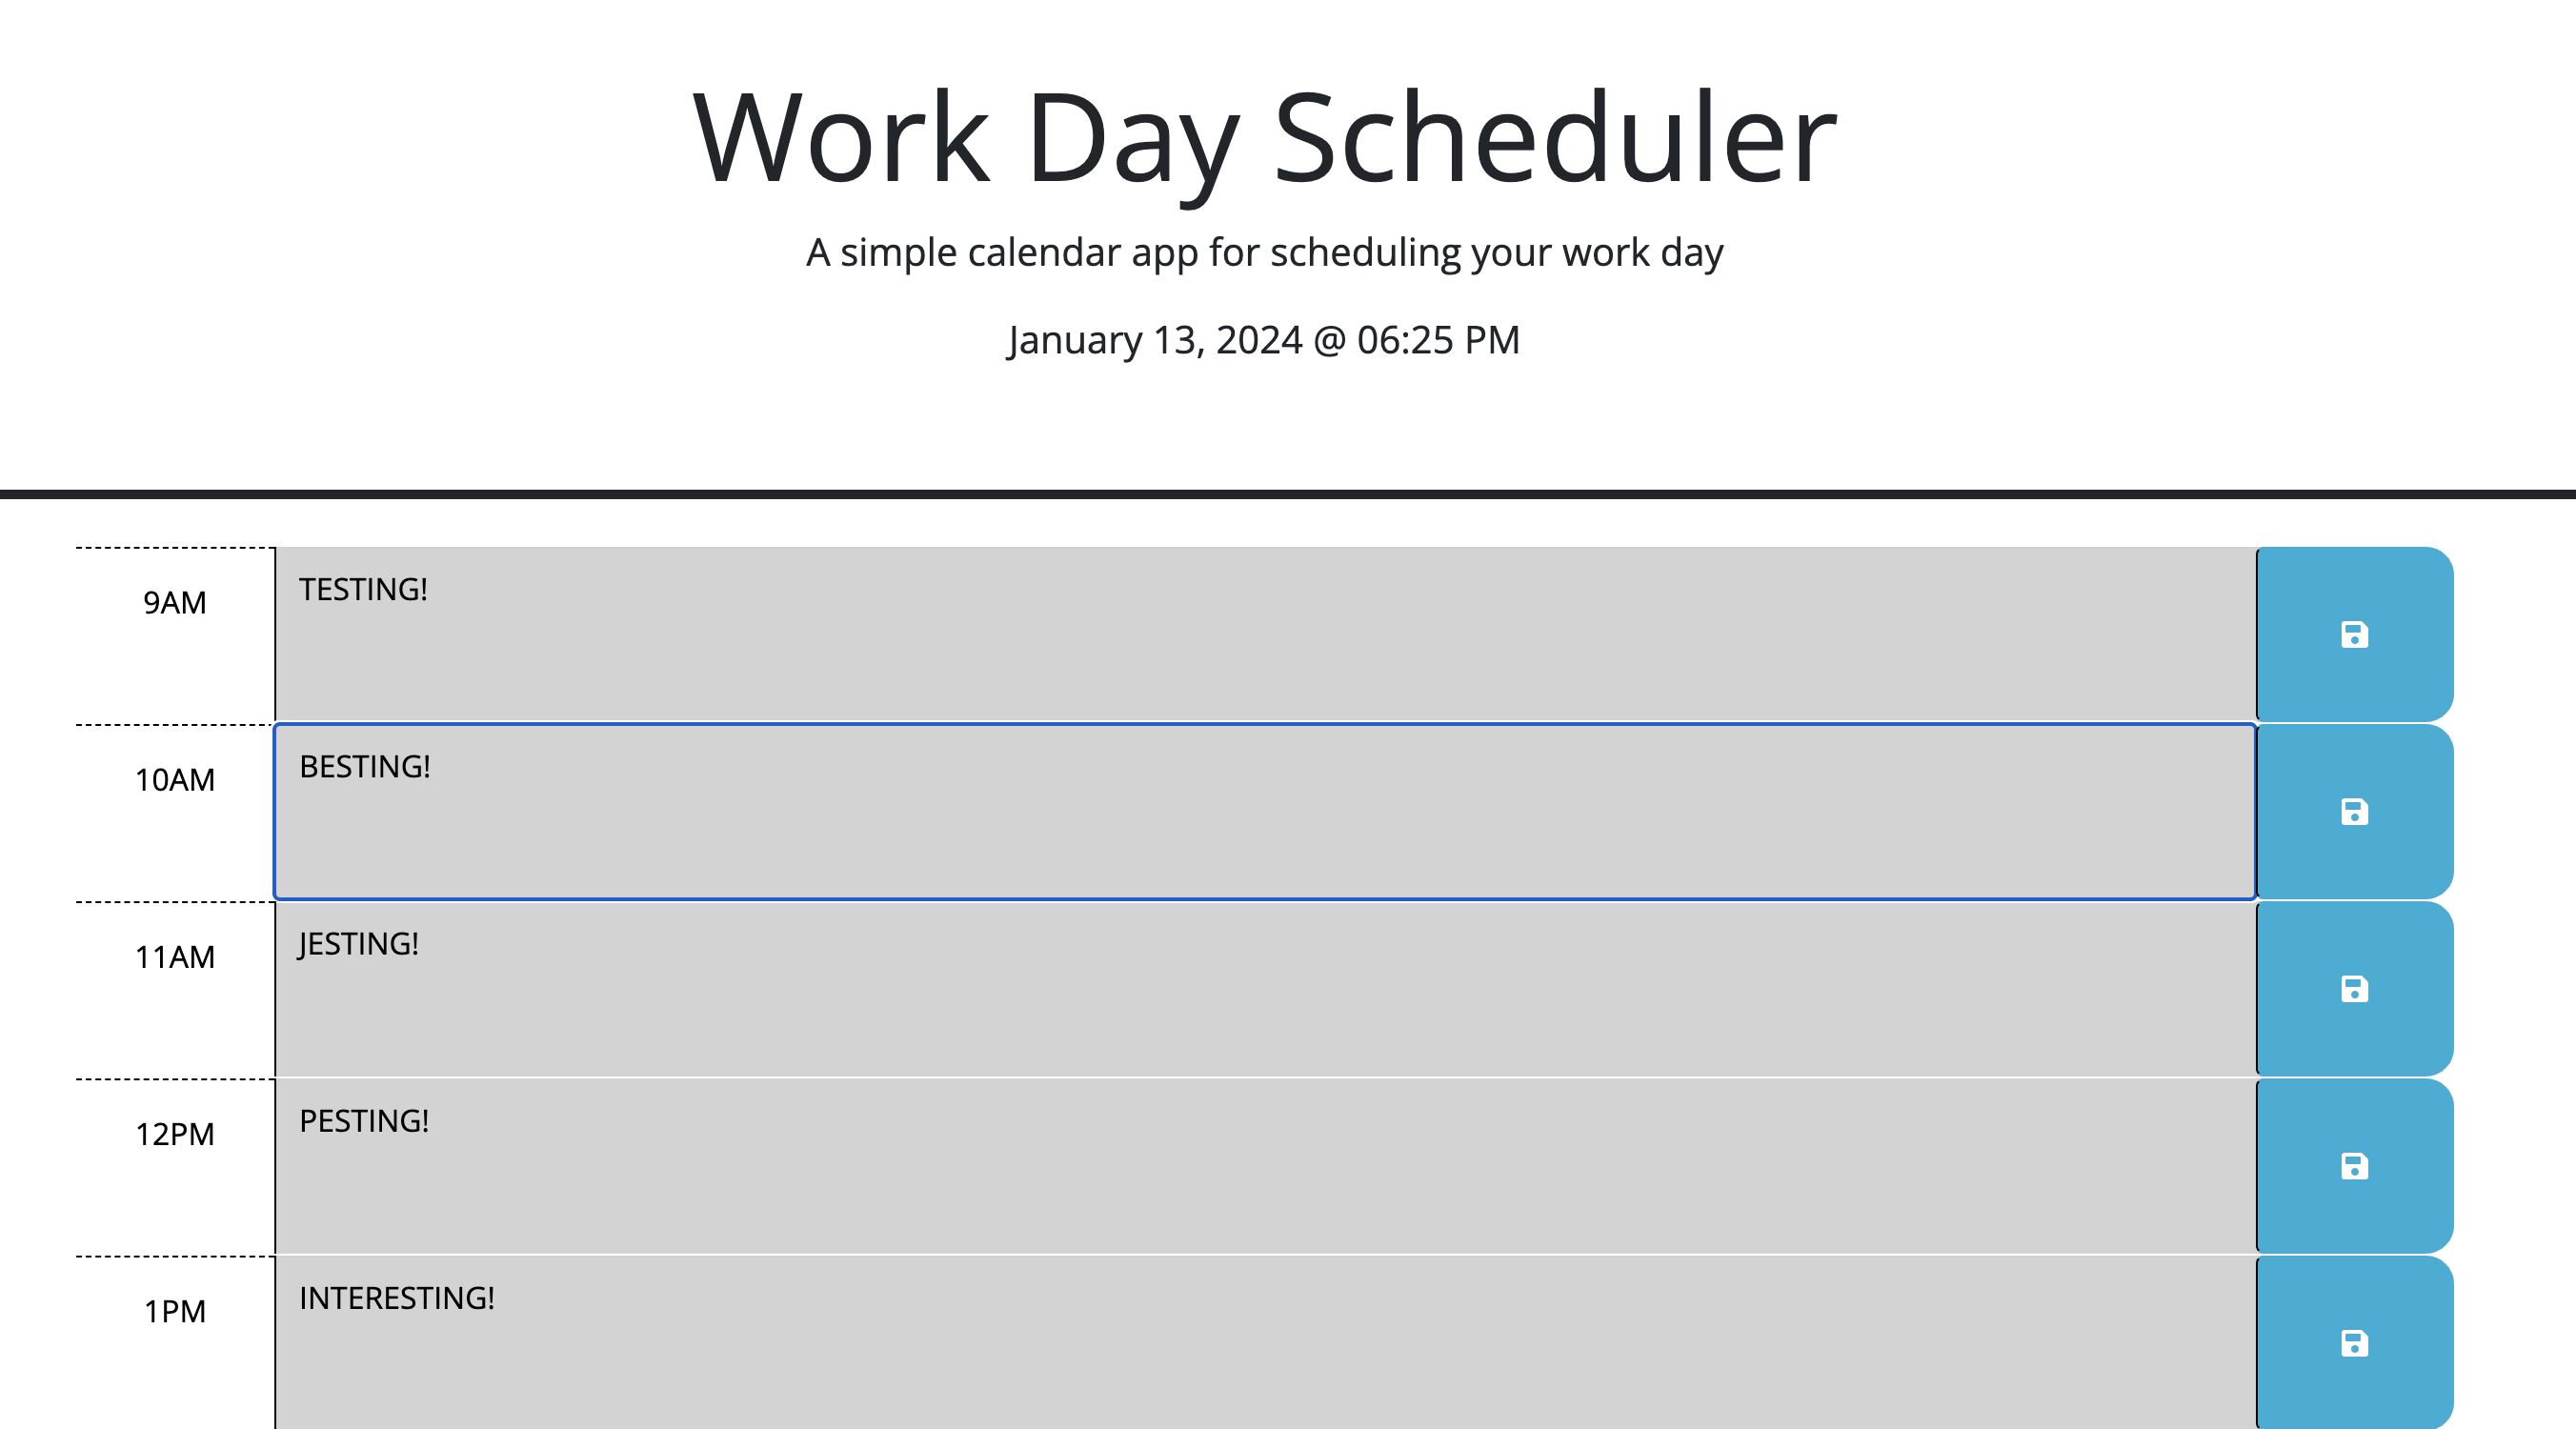 Work Day Scheduler
A simple calendar app for scheduling your work day
January 13, 2024 @ 06:25 PM
9AM
TESTING!
10AM
BESTING!
11AM
JESTING!
12PM
PESTING!
1PM
INTERESTING!